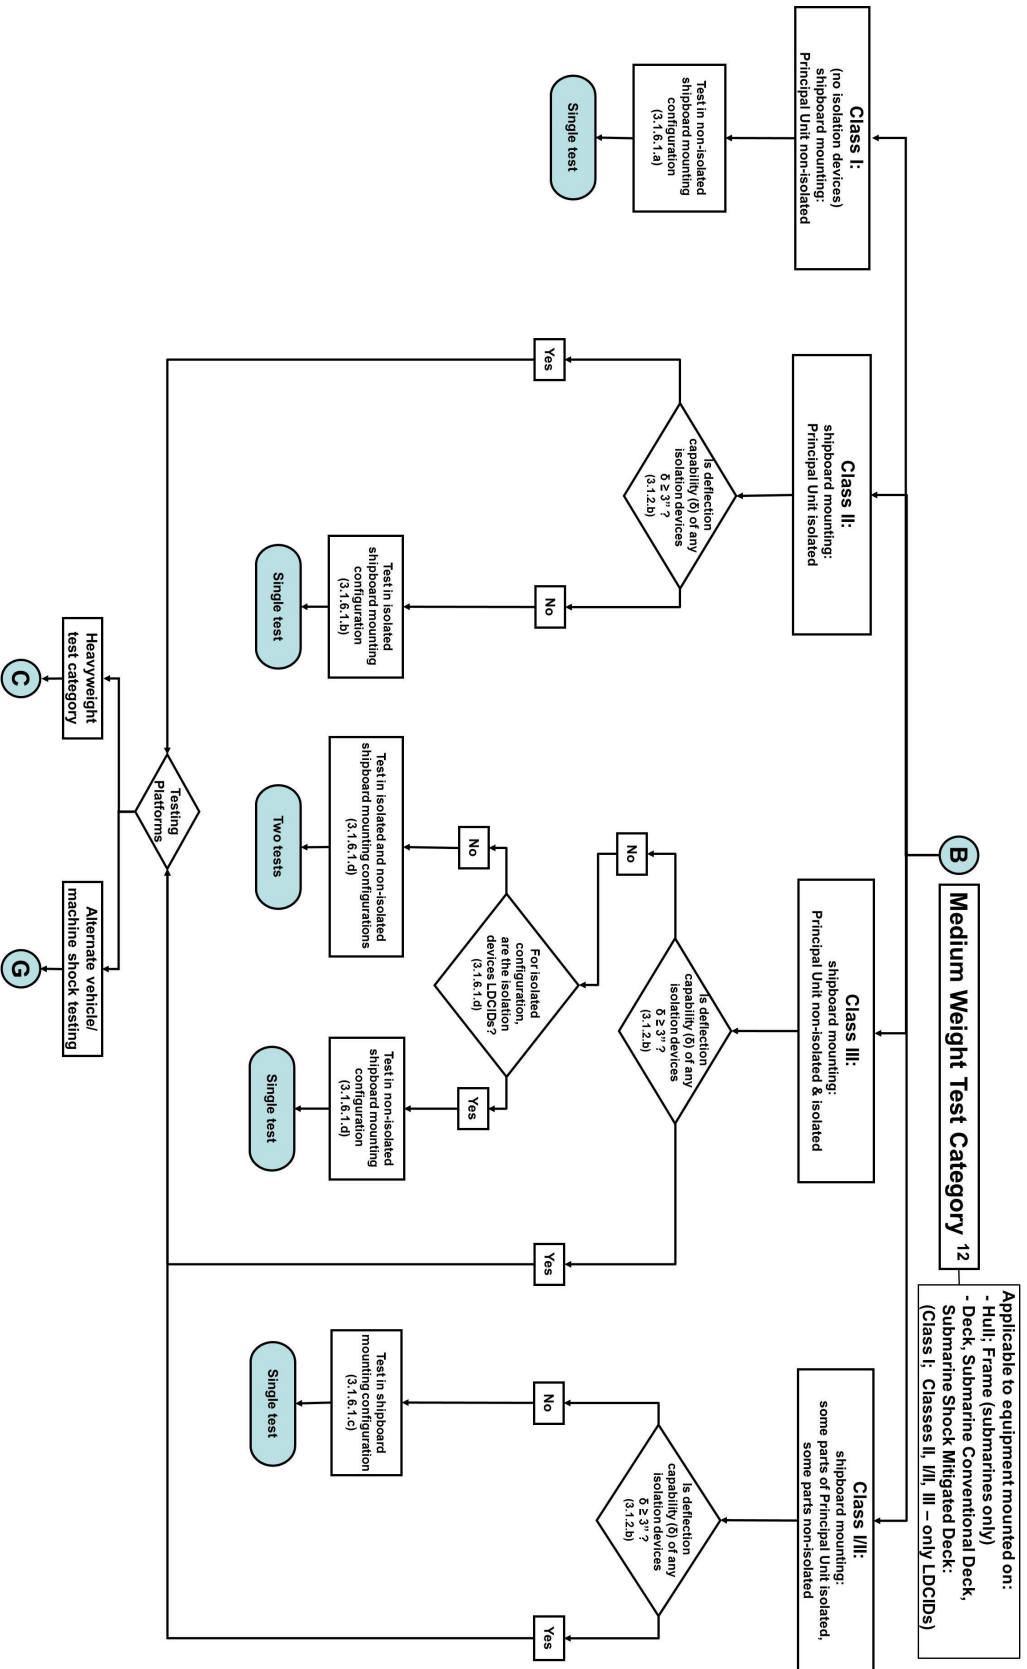 B
Medium Weight Test Category 12
Applicable to equipment mounted on:
- Hull; Frame (submarines only)
- Deck, Submarine Conventional Deck,
Submarine Shock Mitigated Deck:
(Class I; Classes II, I/II, III – only LDCIDs)
Class I:
(no isolation devices)
shipboard mounting:
Principal Unit non-isolated
Test in non-isolated
shipboard mounting
configuration
(3.1.6.1.a)
Single test
Class II:
shipboard mounting:
Principal Unit isolated
Is deflection
capability (δ) of any
isolation devices
δ ≥ 3" ?
(3.1.2.b)
Yes
No
Test in isolated
shipboard mounting
configuration
(3.1.6.1.b)
Single test
Class III:
shipboard mounting:
Principal Unit non-isolated & isolated
Is deflection
capability (δ) of any
isolation devices
δ ≥ 3" ?
(3.1.2.b)
No
Yes
For isolated
configuration,
are the isolation
devices LDCIDs?
(3.1.6.1.d)
No
Yes
Test in isolated and non-isolated
shipboard mounting configurations
(3.1.6.1.d)
Two tests
Test in non-isolated
shipboard mounting
configuration
(3.1.6.1.d)
Single test
Class I/II:
shipboard mounting:
some parts of Principal Unit isolated,
some parts non-isolated
Is deflection
capability (δ) of any
isolation devices
δ ≥ 3" ?
(3.1.2.b)
No
Yes
Test in shipboard
mounting configuration
(3.1.6.1.c)
Single test
Testing
Platforms
Heavyweight
test category
C
Alternate vehicle/
machine shock testing
G